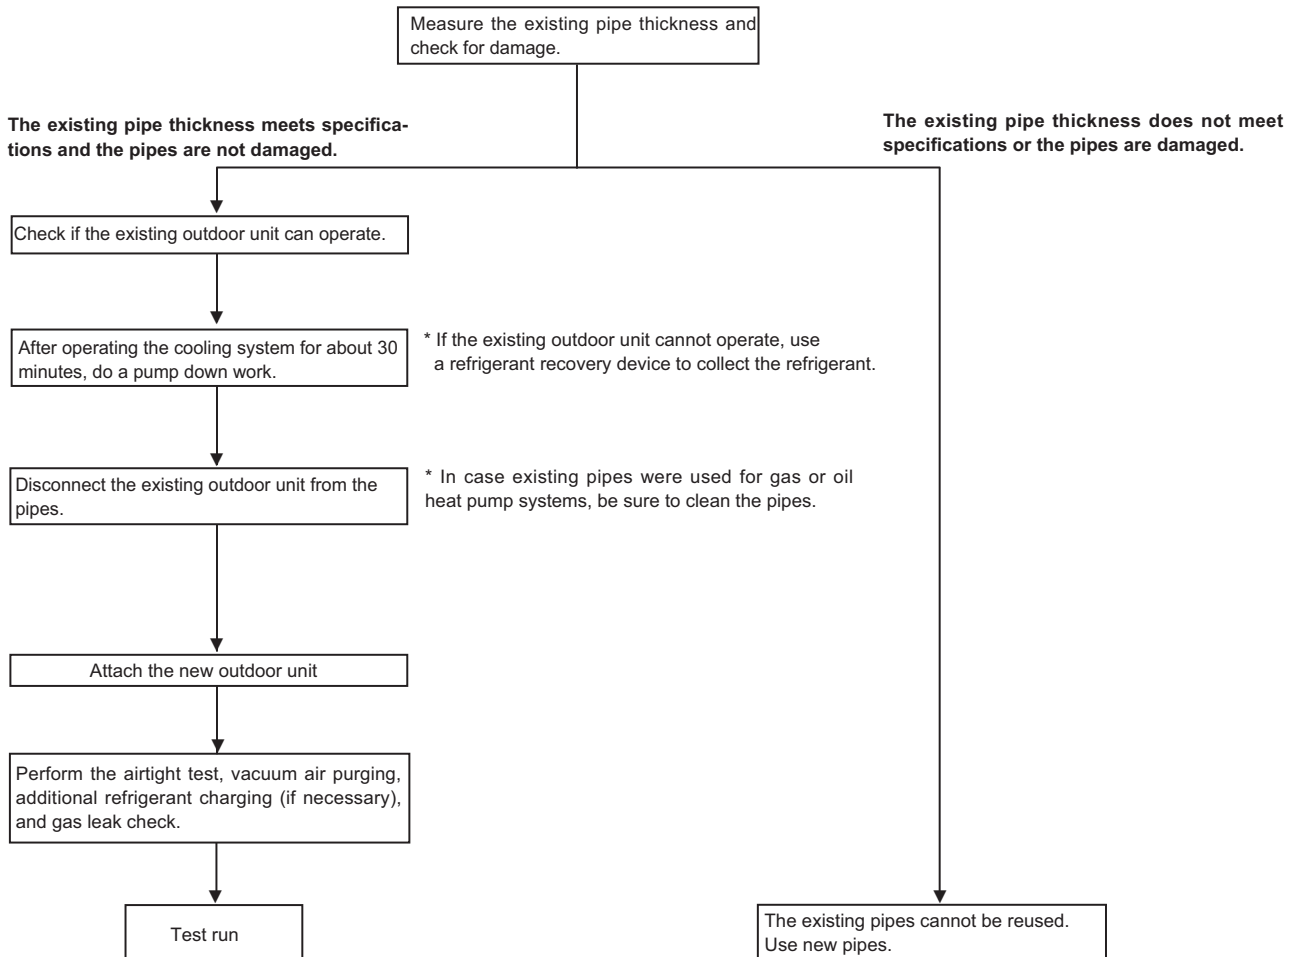 Measure the existing pipe thickness and
check for damage.
The existing pipe thickness meets specifica-
tions and the pipes are not damaged.
The existing pipe thickness does not meet
specifications or the pipes are damaged.
Check if the existing outdoor unit can operate.
After operating the cooling system for about 30
minutes, do a pump down work.
* If the existing outdoor unit cannot operate, use
a refrigerant recovery device to collect the refrigerant.
Disconnect the existing outdoor unit from the
pipes.
* In case existing pipes were used for gas or oil
heat pump systems, be sure to clean the pipes.
Attach the new outdoor unit
Perform the airtight test, vacuum air purging,
additional refrigerant charging (if necessary),
and gas leak check.
Test run
The existing pipes cannot be reused.
Use new pipes.